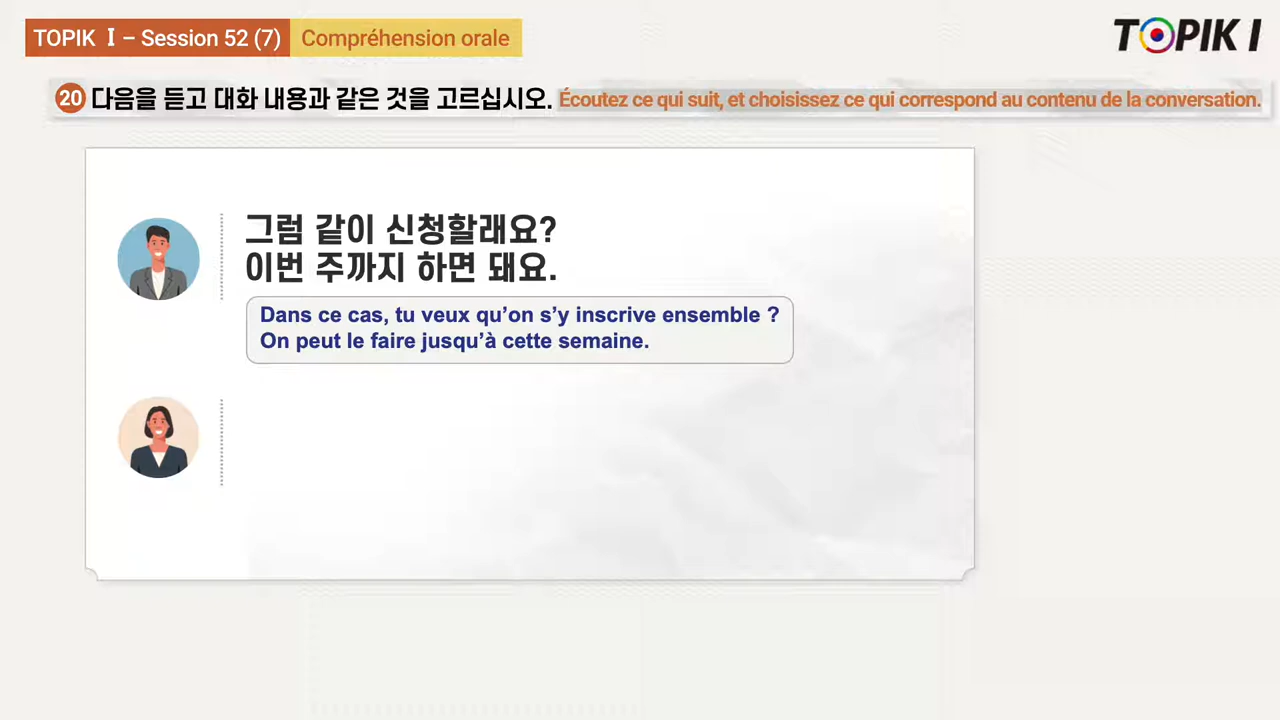 TOPIK Ⅰ – Session 52 (7) Compréhension orale
TOPIK I
20 다음을 듣고 대화 내용과 같은 것을 고르십시오. Écoutez ce qui suit, et choisissez ce qui correspond au contenu de la conversation.
그럼 같이 신청할래요?
이번 주까지 하면 돼요.
Dans ce cas, tu veux qu’on s’y inscrive ensemble ?
On peut le faire jusqu’à cette semaine.